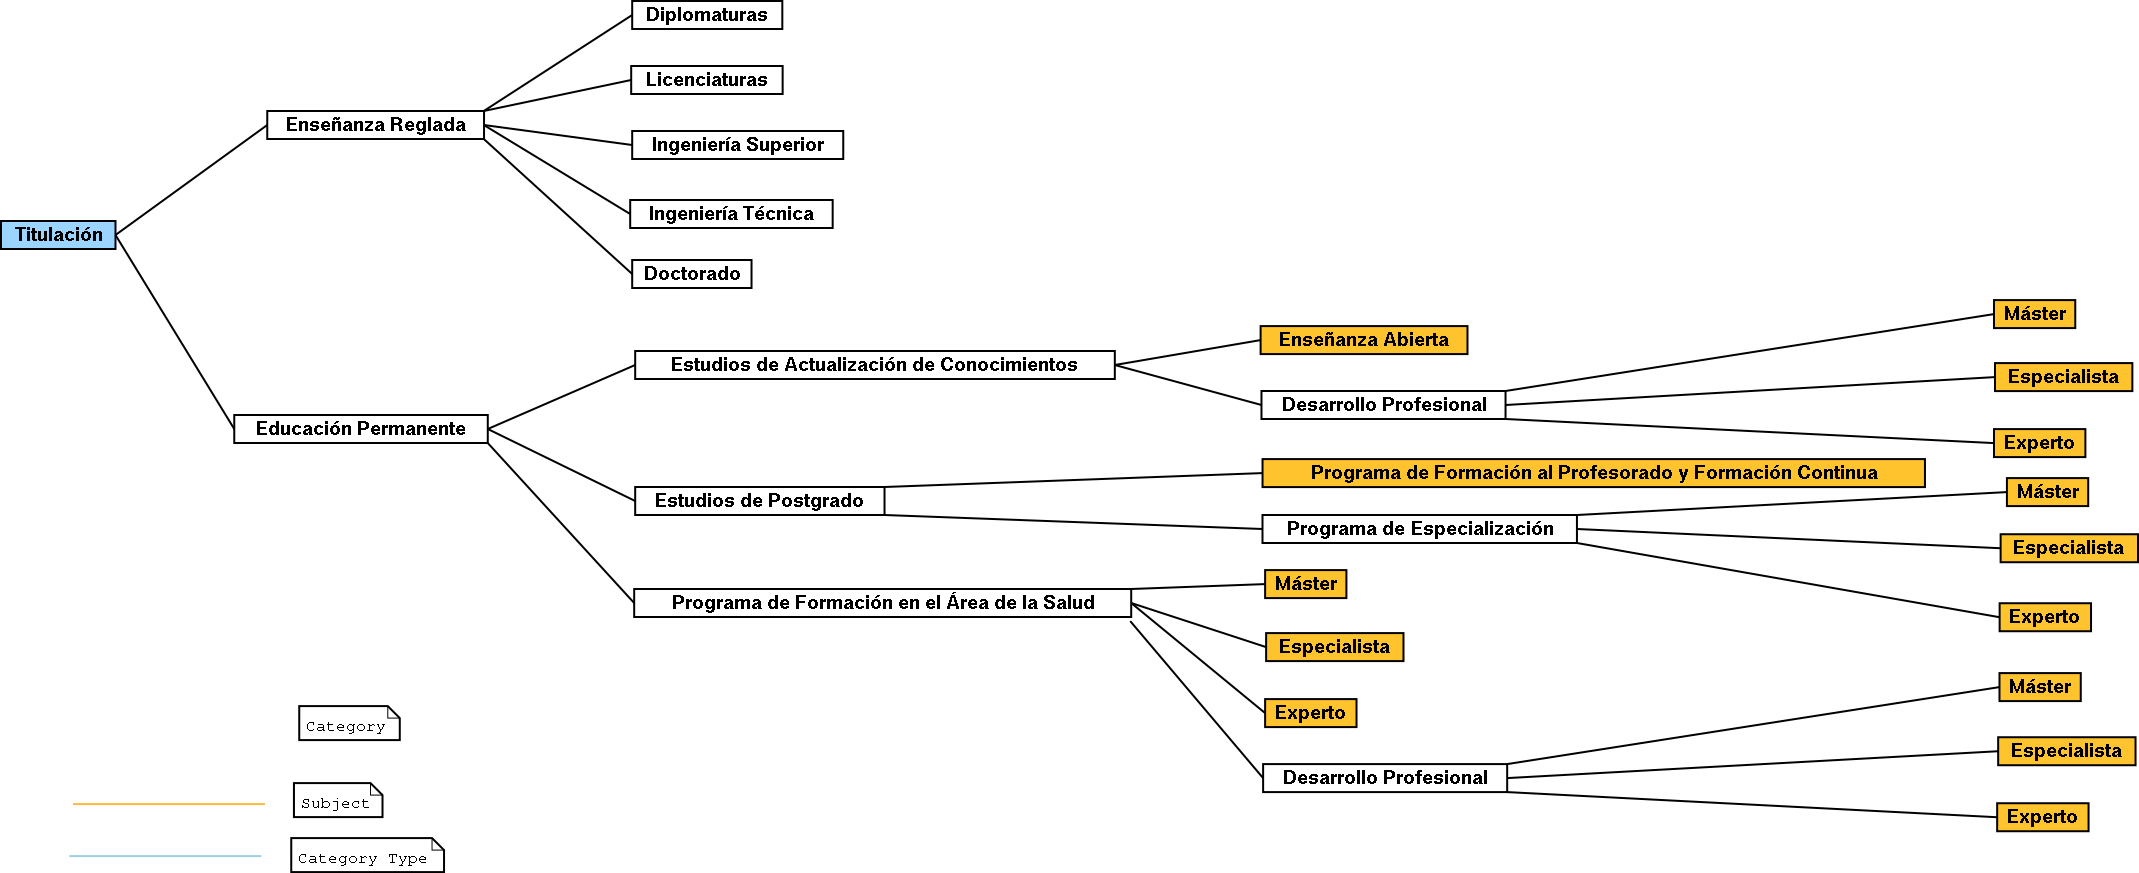 Diplomaturas
Licenciaturas
Enseñanza Reglada
Ingeniería Superior
Ingeniería Técnica
Titulación
Doctorado
Máster
Enseñanza Abierta
Estudios de Actualización de Conocimientos
Especialista
Desarrollo Profesional
Educación Permanente
Experto
Programa de Formación al Profesorado y Formación Continua
Máster
Estudios de Postgrado
Programa de Especialización
Especialista
Máster
Programa de Formación en el Área de la Salud
Experto
Especialista
Máster
Experto
Category
Especialista
Desarrollo Profesional
Subject
Experto
Category Type